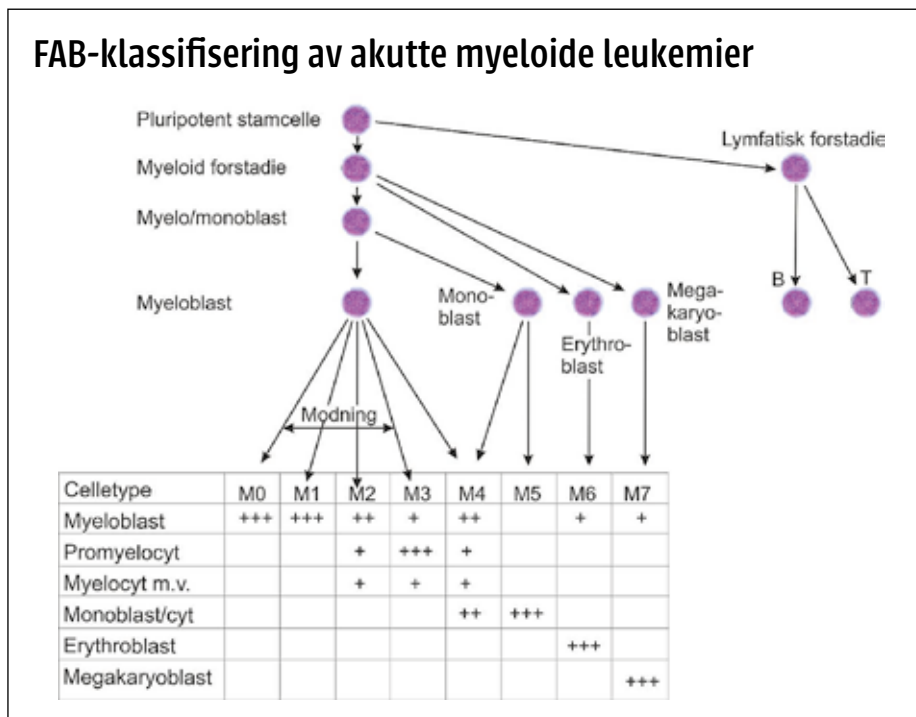 FAB-klassifisering av akutte myeloide leukemier
Pluripotent stamcelle
Lymfatisk forstadie
Myeloid forstadie
Myelo/monoblast
Myeloblast
Mono-
blast
Erythro-
blast
Mega-
karyo-
blast
B
T
Modning
Celletype M0 M1 M2 M3 M4 M5 M6 M7
Myeloblast +++ +++ ++ + ++ + +
Promyelocyt + +++ +
Myelocyt m.v. + + +
Monoblast/cyt ++ +++
Erythroblast +++
Megakaryoblast +++